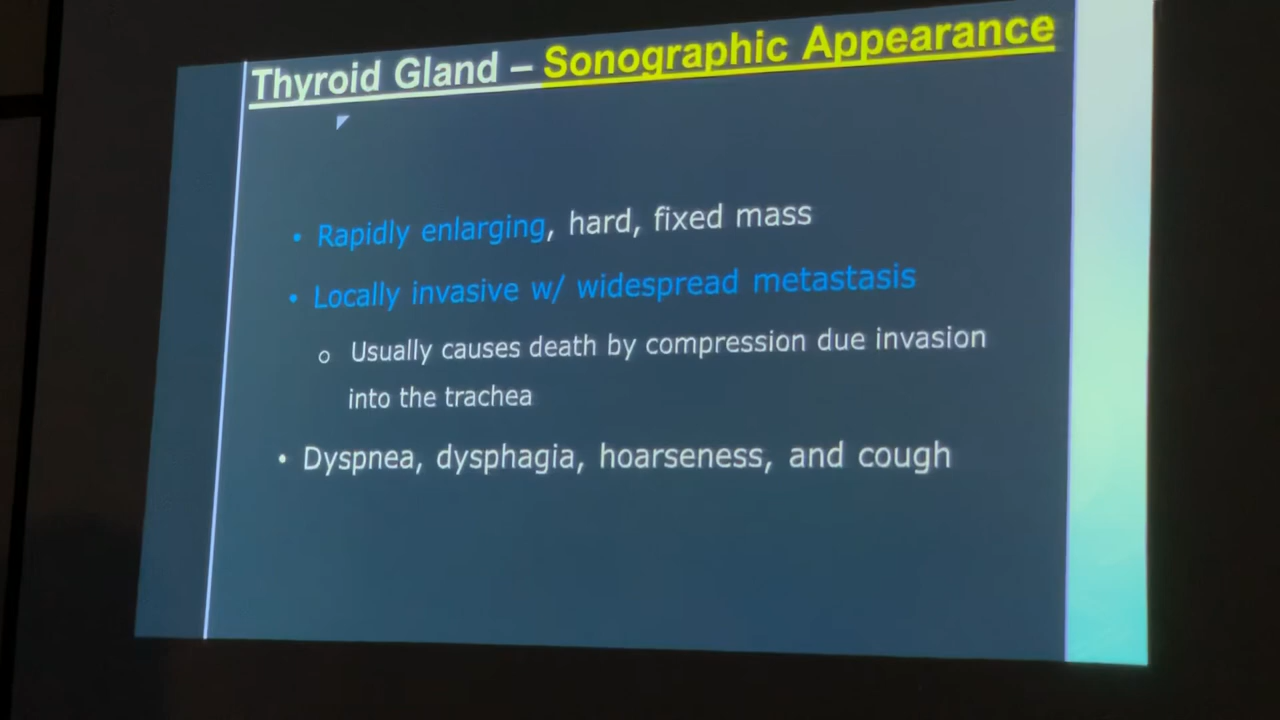 Thyroid Gland – Sonographic Appearance
• Rapidly enlarging, hard, fixed mass
• Locally invasive w/ widespread metastasis
o Usually causes death by compression due invasion
into the trachea
• Dyspnea, dysphagia, hoarseness, and cough